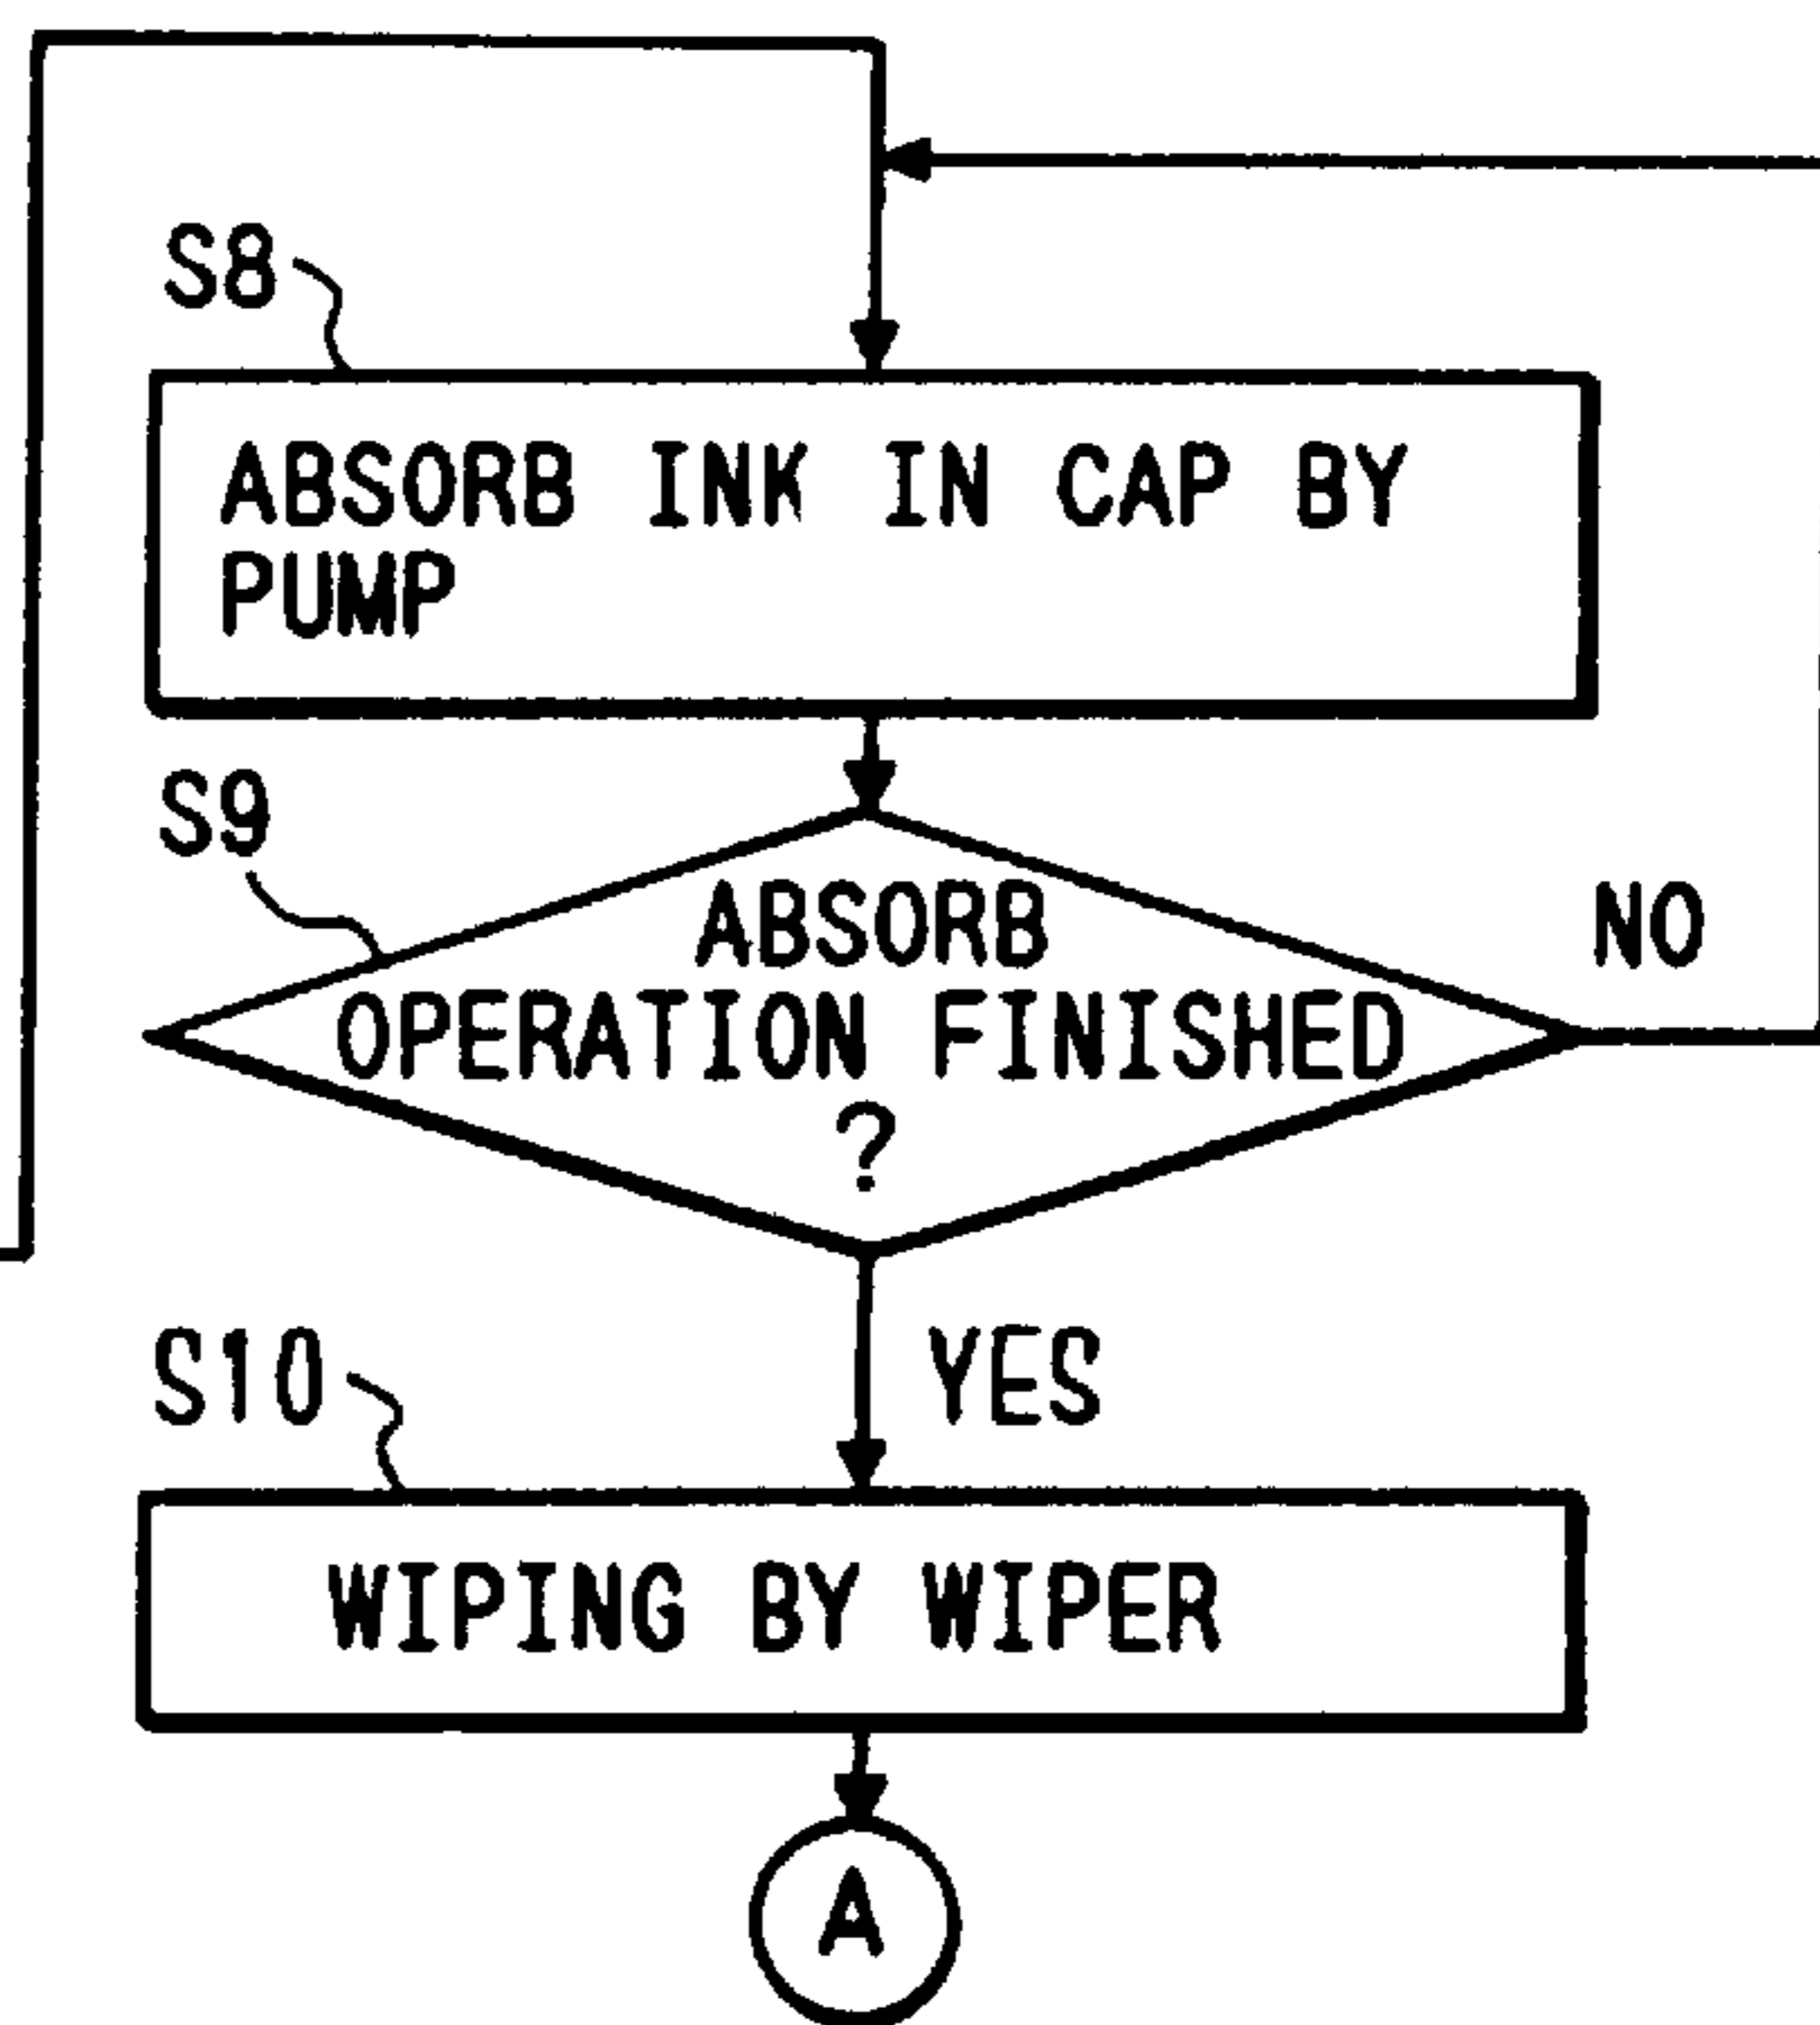 S8
ABSORB INK IN CAP BY
PUMP
S9
ABSORB
OPERATION FINISHED
?
NO
S10
YES
WIPING BY WIPER
A